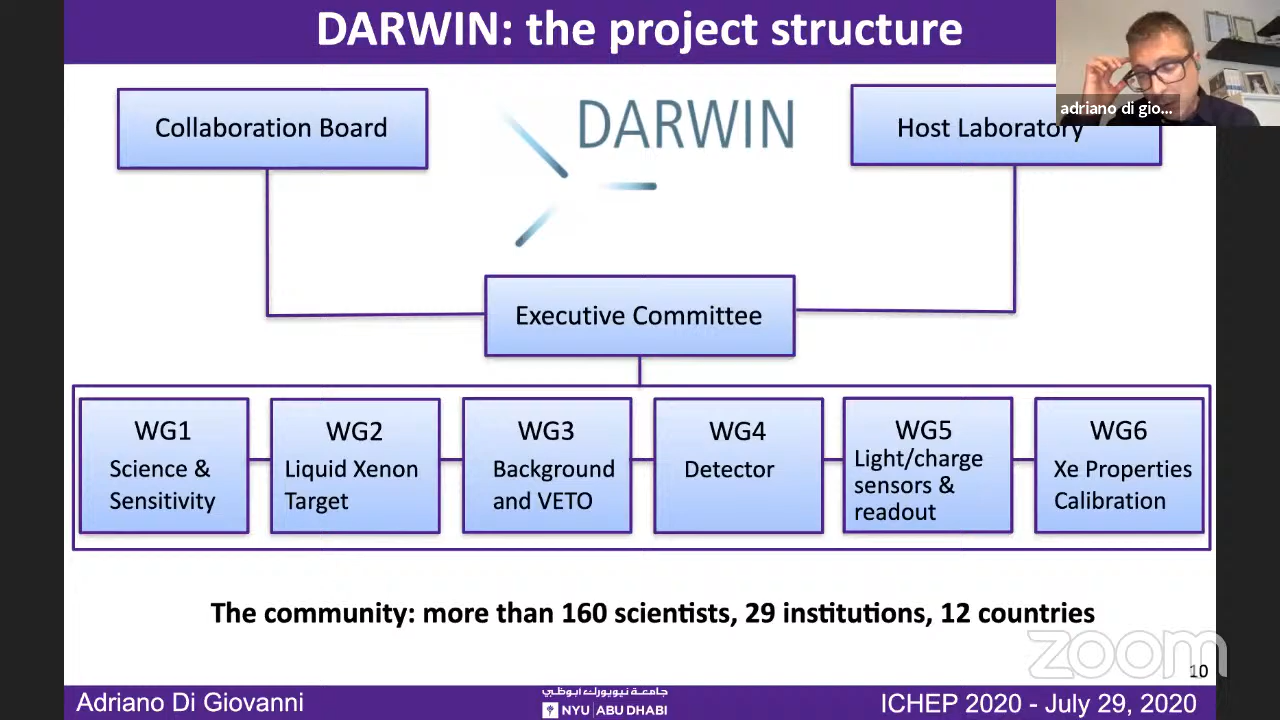 DARWIN: the project structure
adriano di gio...
Collaboration Board
DARWIN
Host Laboratory
Executive Committee
WG1
Science &
Sensitivity
WG2
Liquid Xenon
Target
WG3
Background
and VETO
WG4
Detector
WG5
Light/charge
sensors &
readout
WG6
Xe Properties
Calibration
The community: more than 160 scientists, 29 institutions, 12 countries
zoom
10
Adriano Di Giovanni
جامعة نيويورك أبوظبي
NYU | ABU DHABI
ICHEP 2020 - July 29, 2020